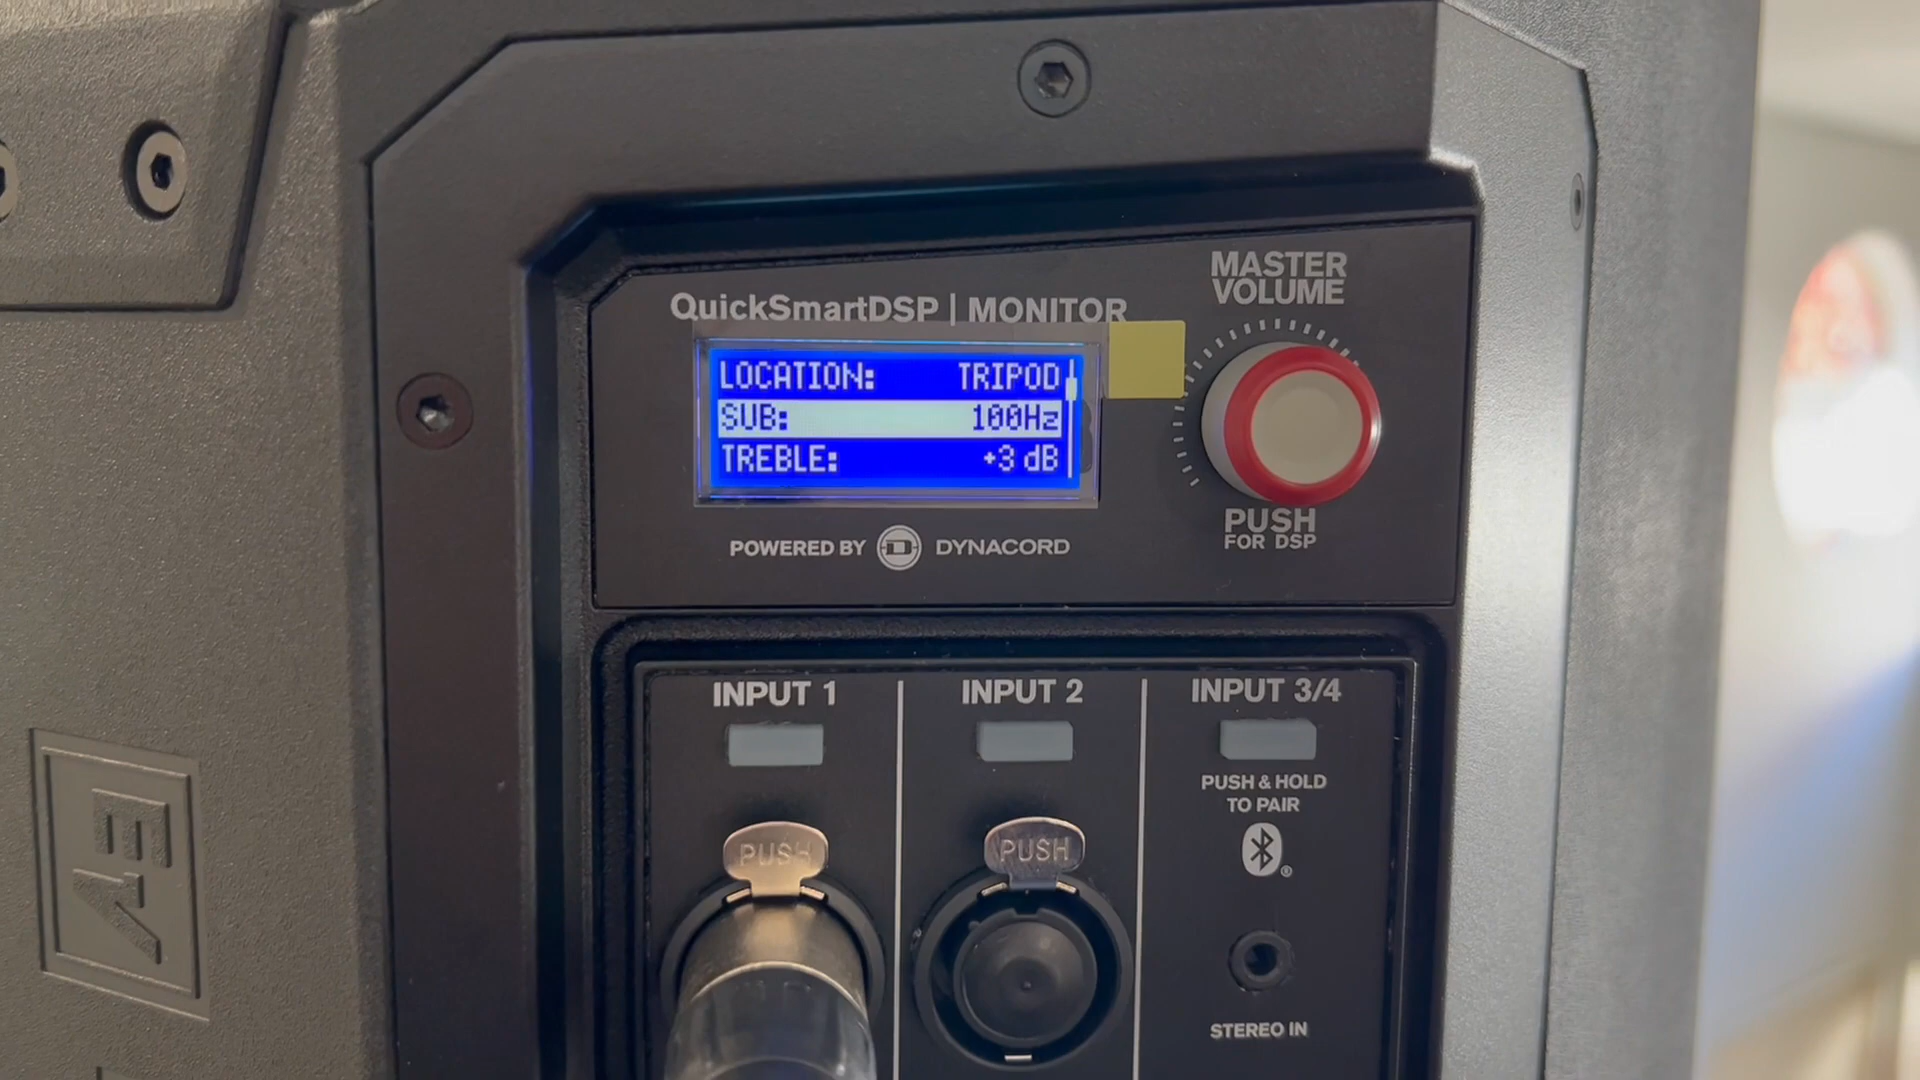 MASTER
VOLUME
QuickSmartDSP | MONITOR
LOCATION: TRIPOD
SUB: 100Hz
TREBLE: +3 dB
PUSH
FOR DSP
POWERED BY D DYNACORD
INPUT 1
INPUT 2
INPUT 3/4
PUSH & HOLD
TO PAIR
PUSH
PUSH
®
STEREO IN
EV